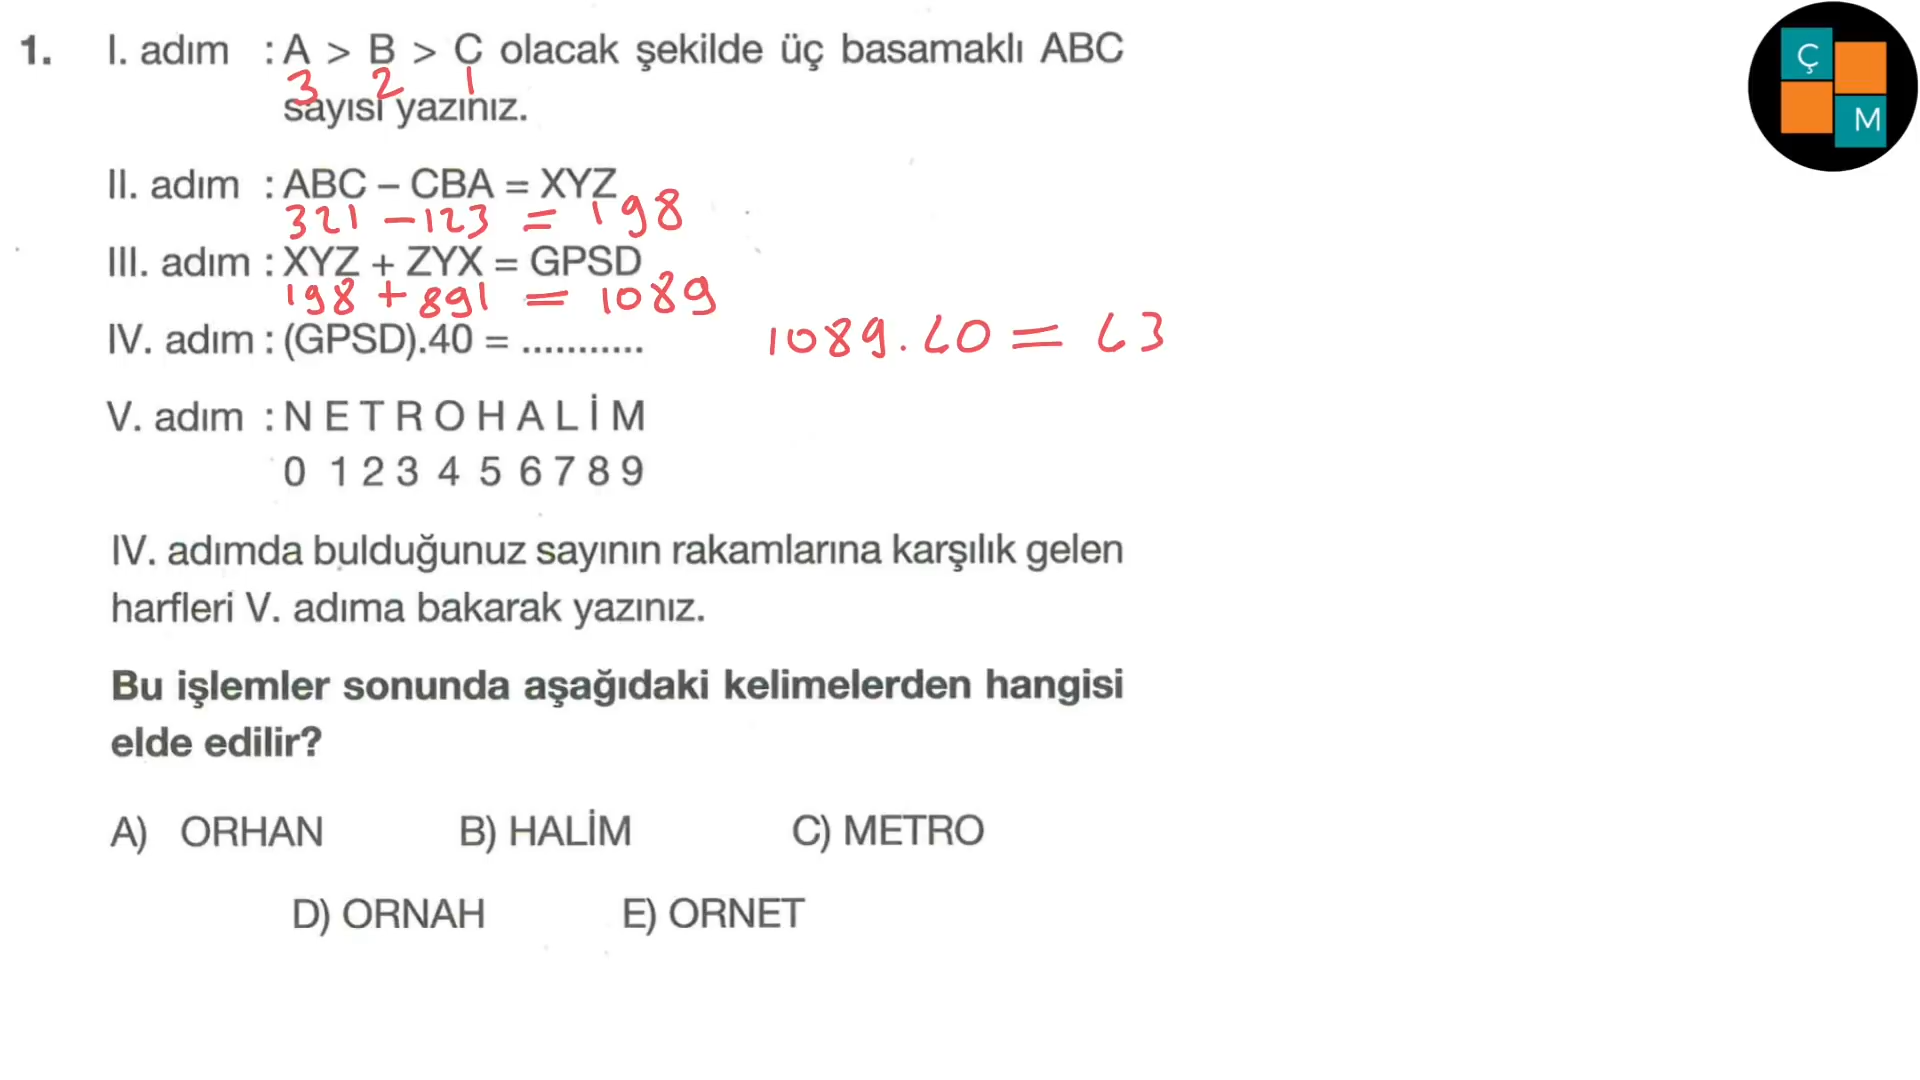 1. I. adım : A > B > C olacak şekilde üç basamaklı ABC
3 2 1
sayısı yazınız.
II. adım : ABC – CBA = XYZ
321 - 123 = 198
III. adım : XYZ + ZYX = GPSD
198 + 891 = 1089
IV. adım : (GPSD).40 = ........... 1089.40 = 43
V. adım : N E T R O H A L İ M
0 1 2 3 4 5 6 7 8 9
IV. adımda bulduğunuz sayının rakamlarına karşılık gelen
harfleri V. adıma bakarak yazınız.
Bu işlemler sonunda aşağıdaki kelimelerden hangisi
elde edilir?
A) ORHAN B) HALİM C) METRO
D) ORNAH E) ORNET
Ç
M